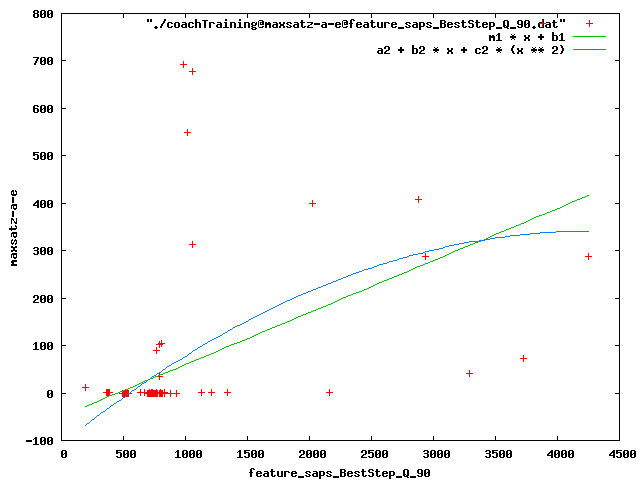 800
700
600
500
400
300
200
100
0
-100
maxsatz-a-e
"./coachTraining@maxsatz-a-e@feature_saps_BestStep_Q_90.dat"
m1 * x + b1
a2 + b2 * x + c2 * (x ** 2)
0 500 1000 1500 2000 2500 3000 3500 4000 4500
feature_saps_BestStep_Q_90